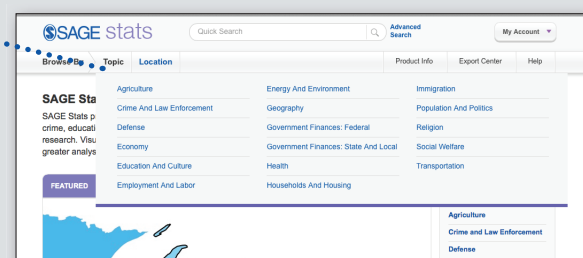 SAGE stats
Quick Search
Advanced Search
My Account
Browse By Topic Location
Product Info Export Center Help
Agriculture
Crime And Law Enforcement
Defense
Economy
Education And Culture
Employment And Labor
Energy And Environment
Geography
Government Finances: Federal
Government Finances: State And Local
Health
Households And Housing
Immigration
Population And Politics
Religion
Social Welfare
Transportation
SAGE Sta
SAGE Stats p
crime, educati
research. Visu
greater analys
FEATURED
Agriculture
Crime and Law Enforcement
Defense